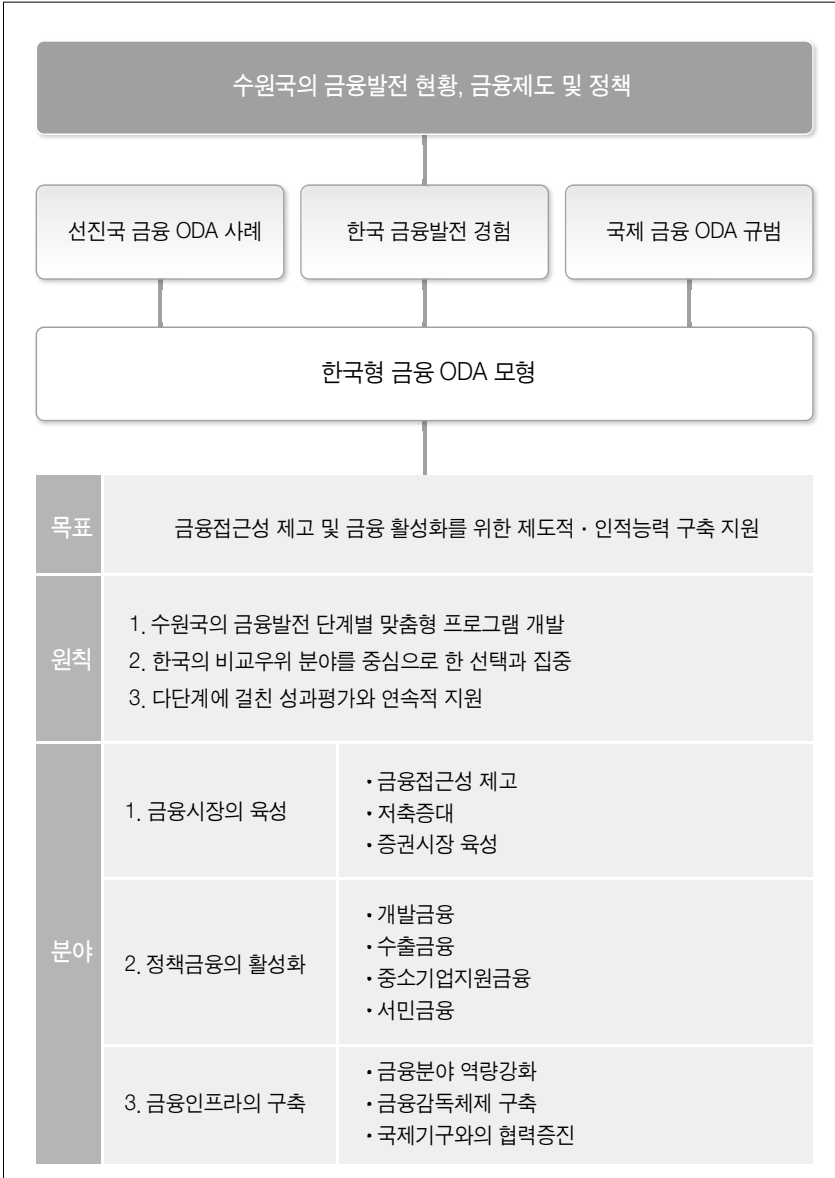 수원국의 금융발전 현황, 금융제도 및 정책
선진국 금융 ODA 사례
한국 금융발전 경험
국제 금융 ODA 규범
한국형 금융 ODA 모형
목표
금융접근성 제고 및 금융 활성화를 위한 제도적·인적능력 구축 지원
원칙
1. 수원국의 금융발전 단계별 맞춤형 프로그램 개발
2. 한국의 비교우위 분야를 중심으로 한 선택과 집중
3. 다단계에 걸친 성과평가와 연속적 지원
분야
1. 금융시장의 육성
• 금융접근성 제고
• 저축증대
• 증권시장 육성
2. 정책금융의 활성화
• 개발금융
• 수출금융
• 중소기업지원금융
• 서민금융
3. 금융인프라의 구축
• 금융분야 역량강화
• 금융감독체제 구축
• 국제기구와의 협력증진